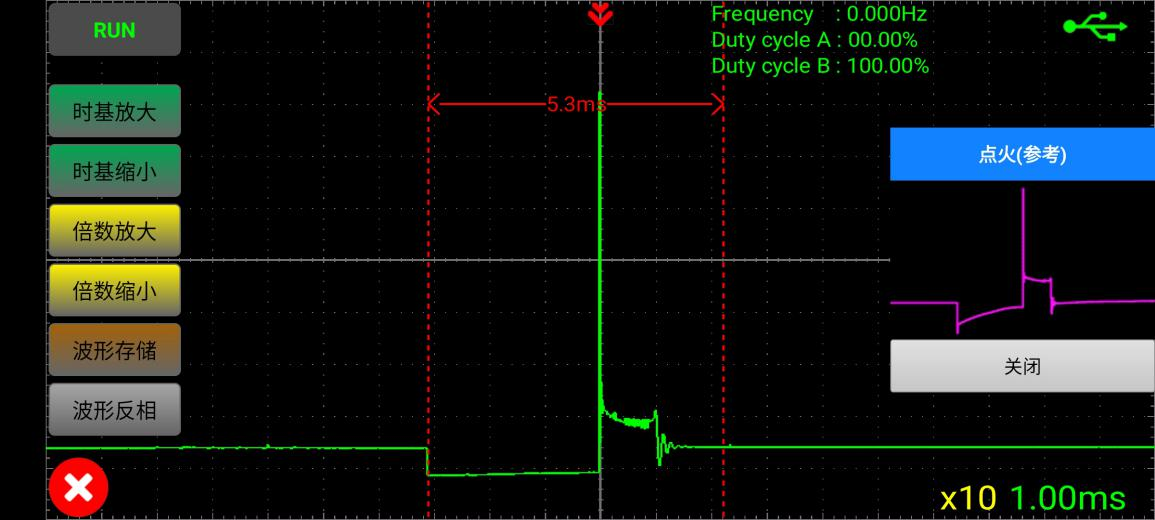 RUN
时基放大
时基缩小
倍数放大
倍数缩小
波形存储
波形反相
5.3ms
Frequency : 0.000Hz
Duty cycle A : 00.00%
Duty cycle B : 100.00%
点火(参考)
关闭
x10 1.00ms